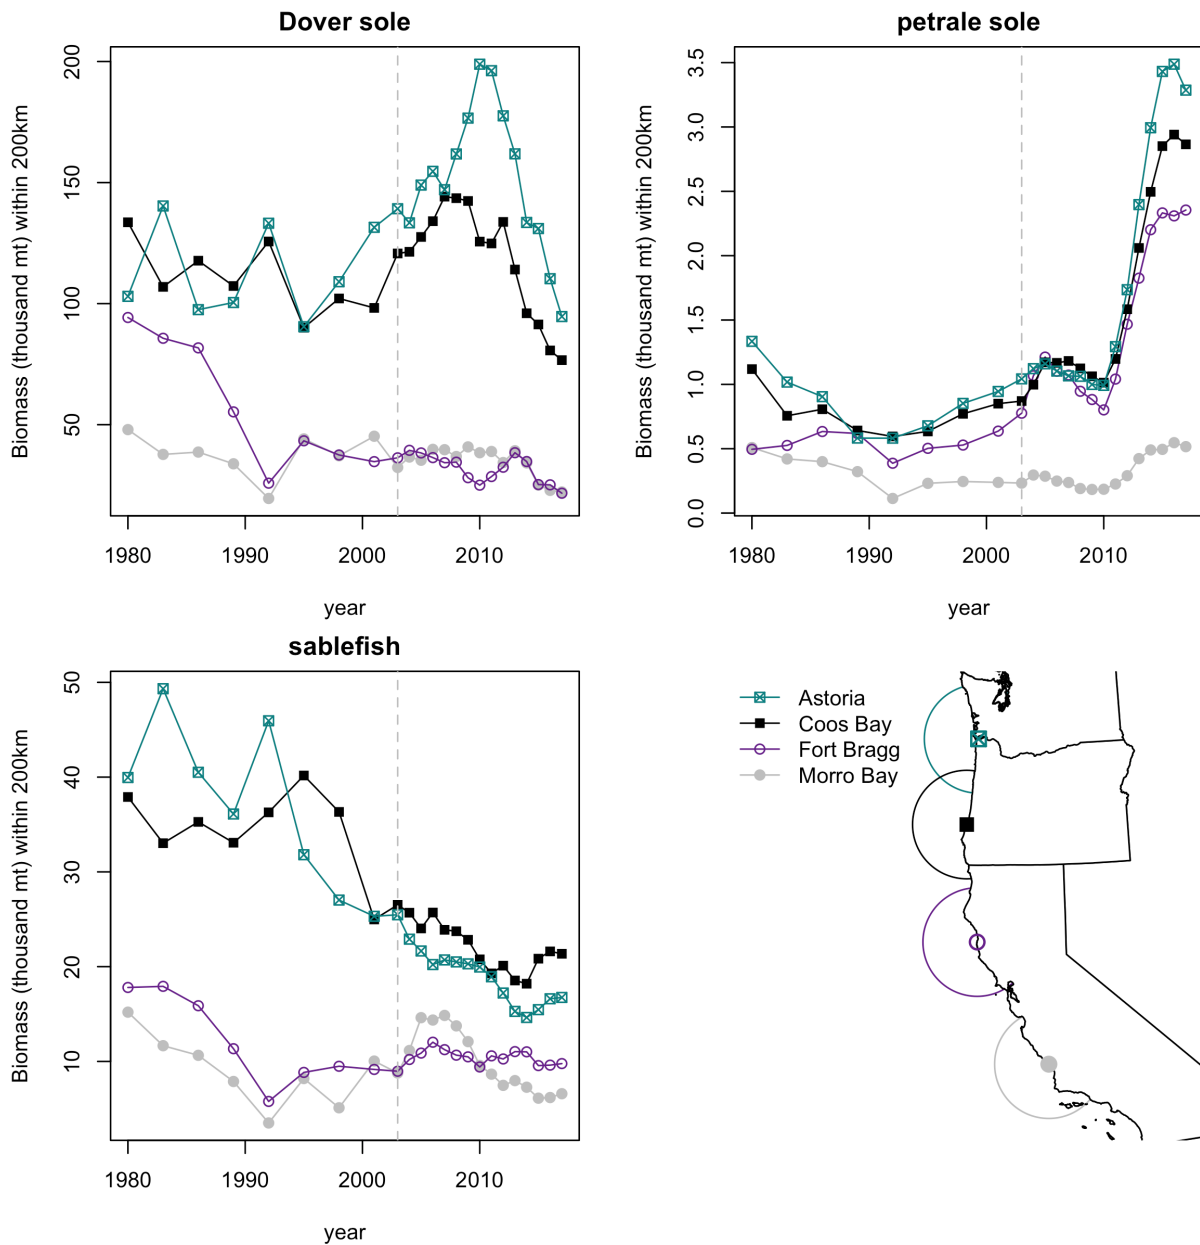 Dover sole
Biomass (thousand mt) within 200km
200
150
100
50
1980 1990 2000 2010
year
petrale sole
Biomass (thousand mt) within 200km
3.5
3.0
2.5
2.0
1.5
1.0
0.5
0.0
1980 1990 2000 2010
year
sablefish
Biomass (thousand mt) within 200km
50
40
30
20
10
1980 1990 2000 2010
year
Astoria
Coos Bay
Fort Bragg
Morro Bay